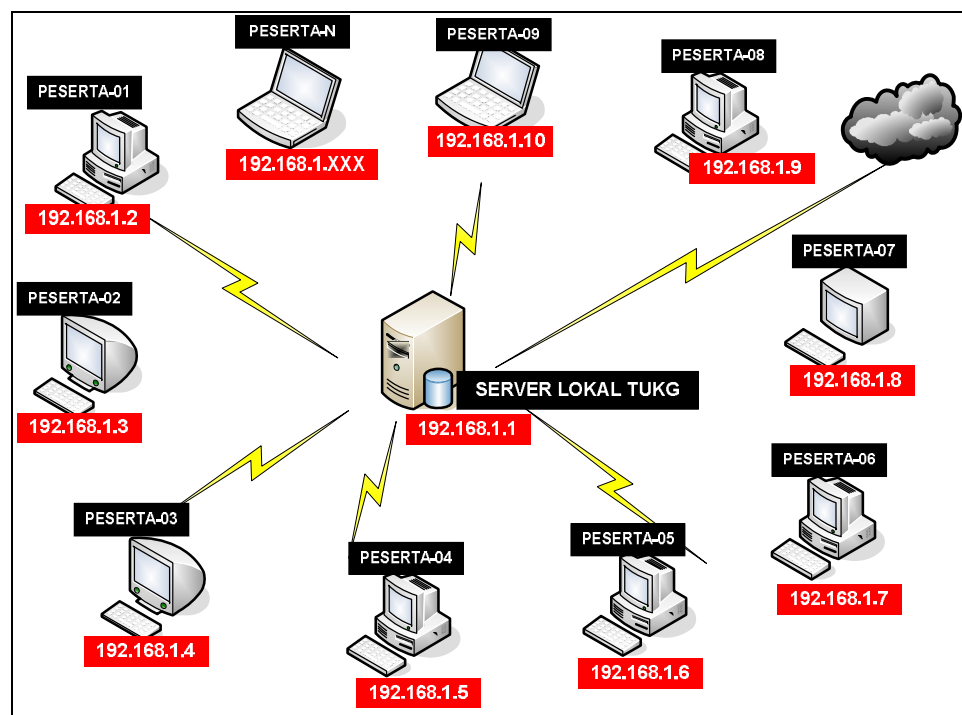 PESERTA-N
192.168.1.XXX
PESERTA-09
192.168.1.10
PESERTA-08
192.168.1.9
PESERTA-01
192.168.1.2
PESERTA-07
192.168.1.8
PESERTA-02
192.168.1.3
SERVER LOKAL TUKG
192.168.1.1
PESERTA-06
192.168.1.7
PESERTA-03
192.168.1.4
PESERTA-04
192.168.1.5
PESERTA-05
192.168.1.6